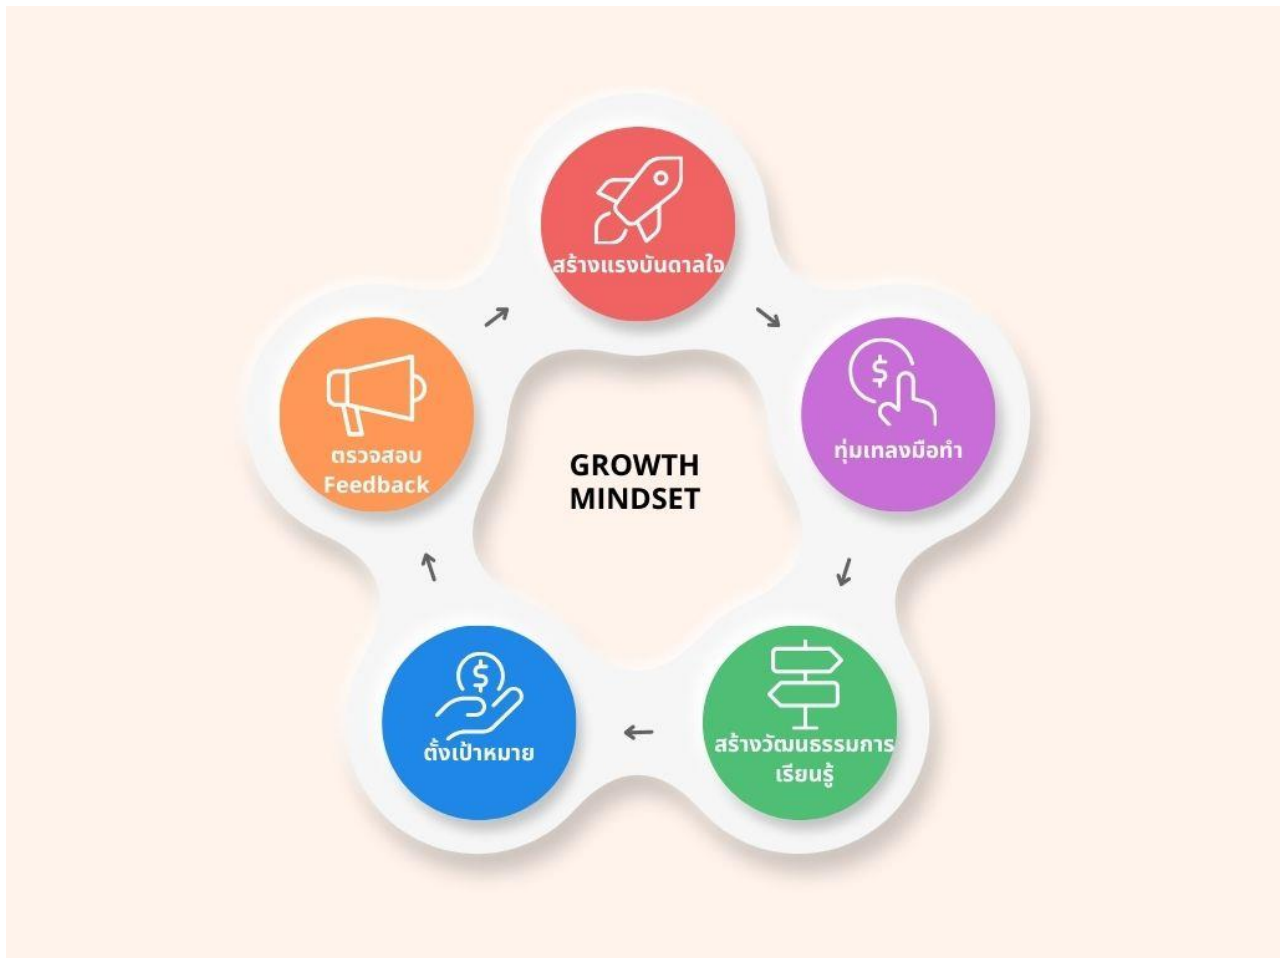 สร้างแรงบันดาลใจ
ทุ่มเทลงมือทำ
สร้างวัฒนธรรมการ
เรียนรู้
ตั้งเป้าหมาย
ตรวจสอบ
Feedback
GROWTH
MINDSET